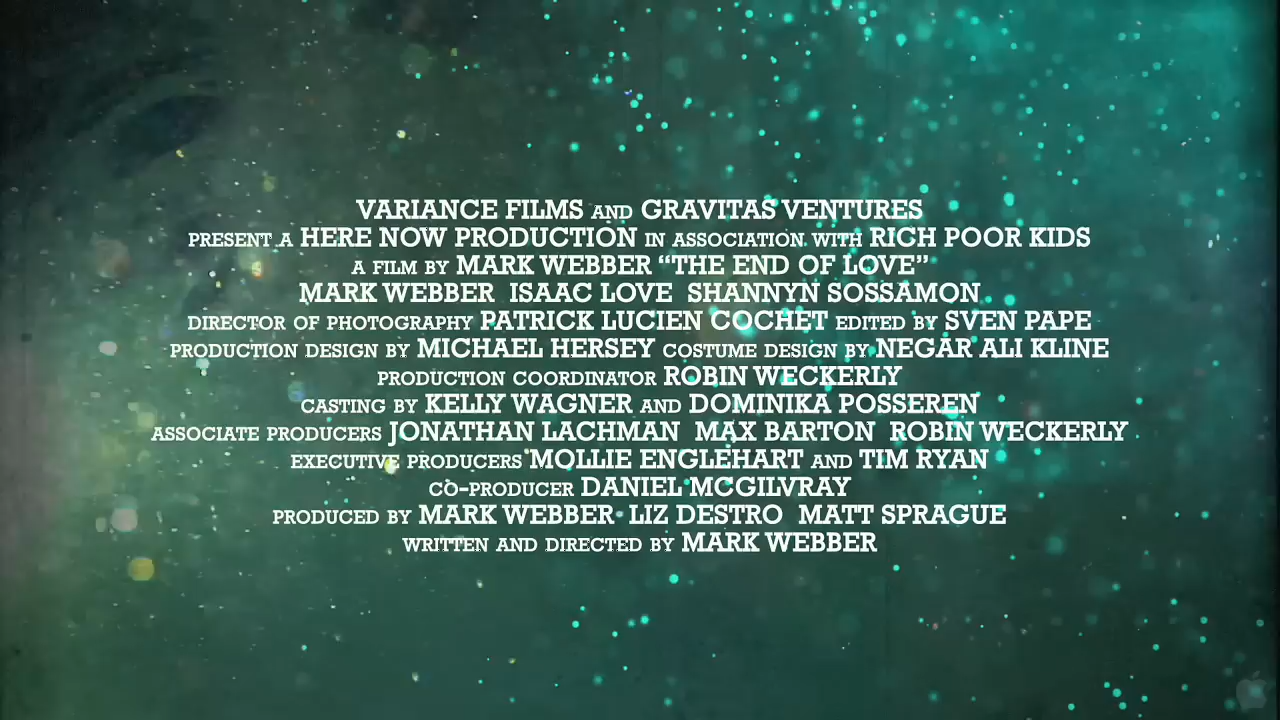 VARIANCE FILMS AND GRAVITAS VENTURES
PRESENT A HERE NOW PRODUCTION IN ASSOCIATION WITH RICH POOR KIDS
A FILM BY MARK WEBBER “THE END OF LOVE”
MARK WEBBER ISAAC LOVE SHANNYN SOSSAMON
DIRECTOR OF PHOTOGRAPHY PATRICK LUCIEN COCHET EDITED BY SVEN PAPE
PRODUCTION DESIGN BY MICHAEL HERSEY COSTUME DESIGN BY NEGAR ALI KLINE
PRODUCTION COORDINATOR ROBIN WECKERLY
CASTING BY KELLY WAGNER AND DOMINIKA POSSEREN
ASSOCIATE PRODUCERS JONATHAN LACHMAN MAX BARTON ROBIN WECKERLY
EXECUTIVE PRODUCERS MOLLIE ENGLEHART AND TIM RYAN
CO-PRODUCER DANIEL MCGILVRAY
PRODUCED BY MARK WEBBER LIZ DESTRO MATT SPRAGUE
WRITTEN AND DIRECTED BY MARK WEBBER